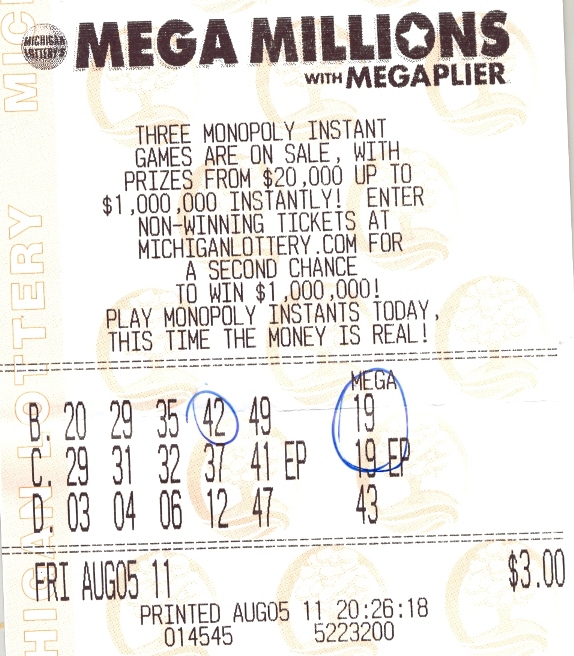 MICHIGAN
LOTTERY
MEGA MILLIONS
WITH MEGAPLIER
THREE MONOPOLY INSTANT
GAMES ARE ON SALE, WITH
PRIZES FROM $20,000 UP TO
$1,000,000 INSTANTLY! ENTER
NON-WINNING TICKETS AT
MICHIGANLOTTERY.COM FOR
A SECOND CHANCE
TO WIN $1,000,000!
PLAY MONOPOLY INSTANTS TODAY,
THIS TIME THE MONEY IS REAL!
MEGA
B. 20 29 35 42 49 19
C. 29 31 32 37 41 EP 19 EP
D. 03 04 06 12 47 43
FRI AUG05 11 $3.00
PRINTED AUG05 11 20:26:18
014545 5223200
MICHIGAN LOTTERY MIC